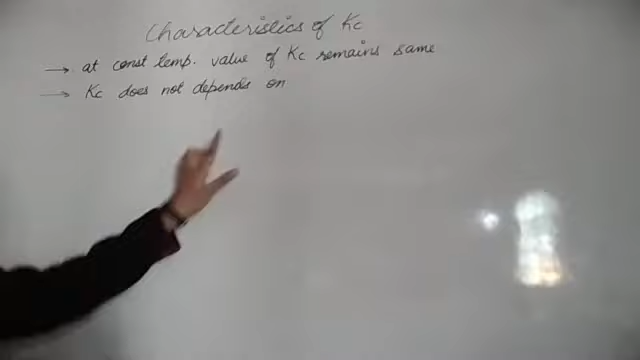 Characteristics of Kc
→ at const temp. value of Kc remains same
→ Kc does not depends on